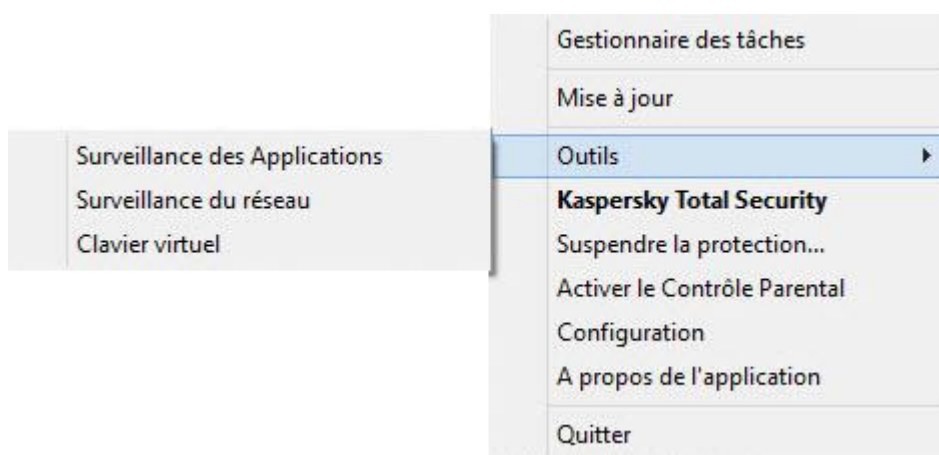 Gestionnaire des tâches
Mise à jour
Outils
Surveillance des Applications
Surveillance du réseau
Clavier virtuel
Kaspersky Total Security
Suspendre la protection...
Activer le Contrôle Parental
Configuration
A propos de l'application
Quitter